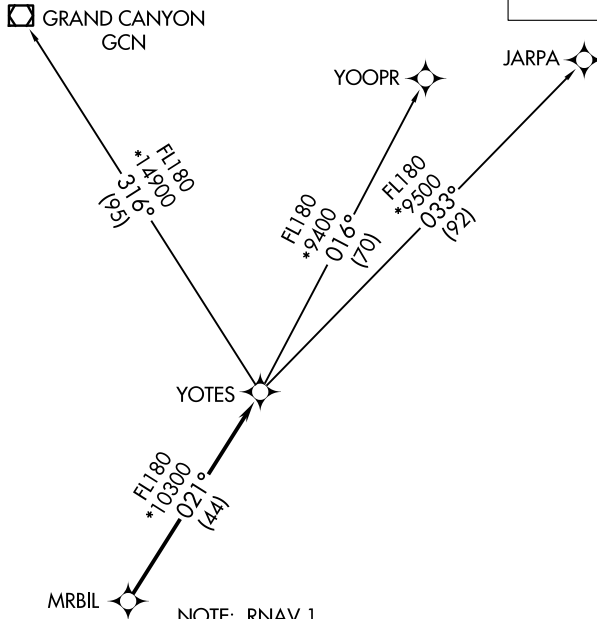 GRAND CANYON
GCN
YOOPR
JARPA
FL180
*14900
316°
(95)
FL180
*9400
016°
(70)
FL180
*9500
033°
(92)
YOTES
FL180
*10300
021°
(44)
MRBIL
NOTE: RNAV 1